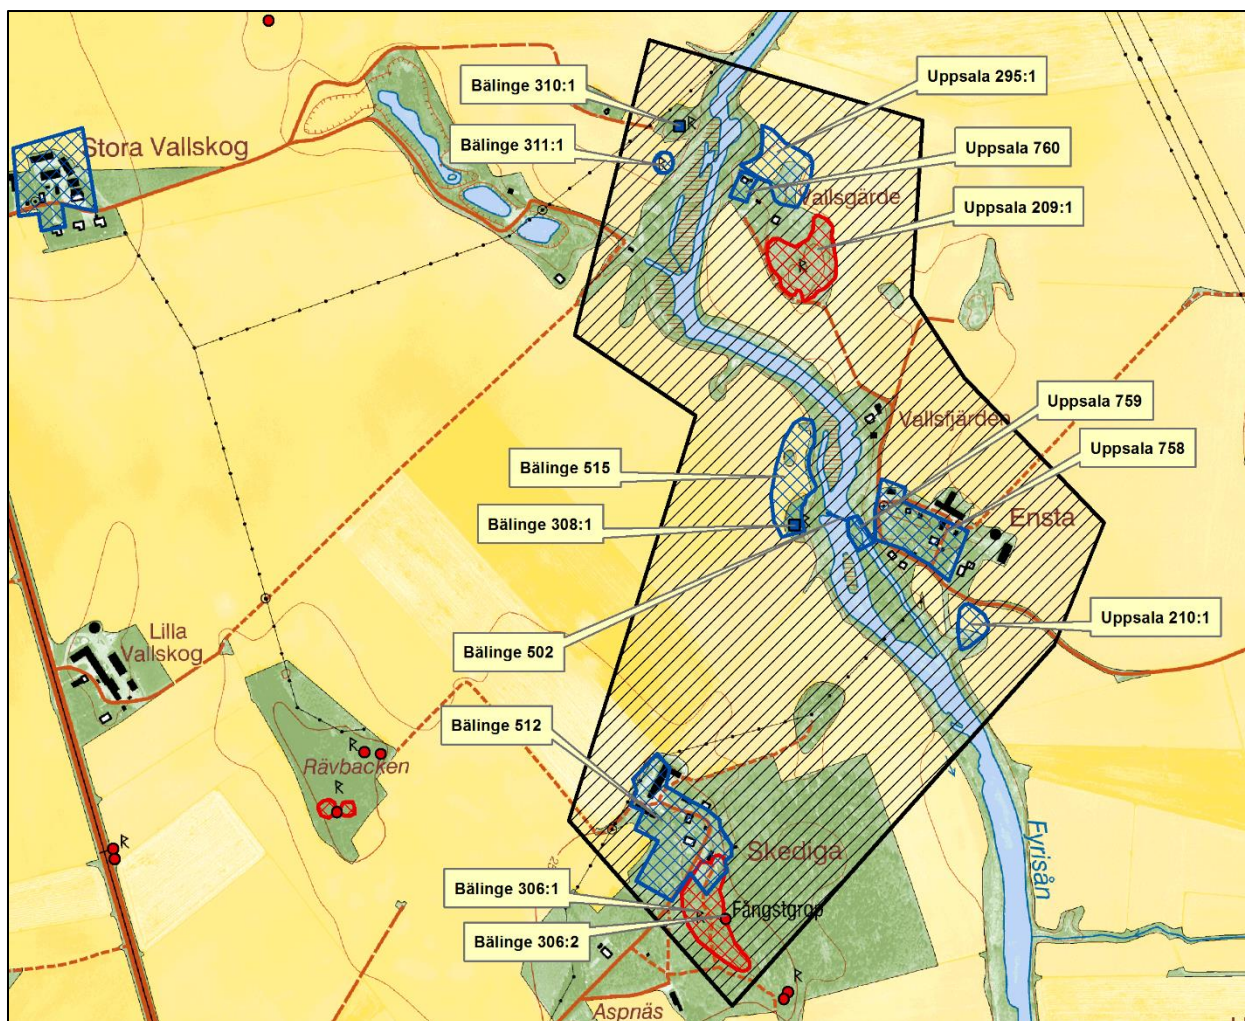 Bälinge 310:1
Uppsala 295:1
Stora Vallskog
Bälinge 311:1
Uppsala 760
Vallsgärde
Uppsala 209:1
R
R
R
Uppsala 759
Vallsfjärden
Uppsala 758
Bälinge 515
Bälinge 308:1
R
Ensta
Uppsala 210:1
Lilla
Vallskog
Bälinge 502
Bälinge 512
R
Rävbacken
R
R
Skediga
Fyrisån
Bälinge 306:1
R
Fångstgrop
Bälinge 306:2
R
Aspnäs